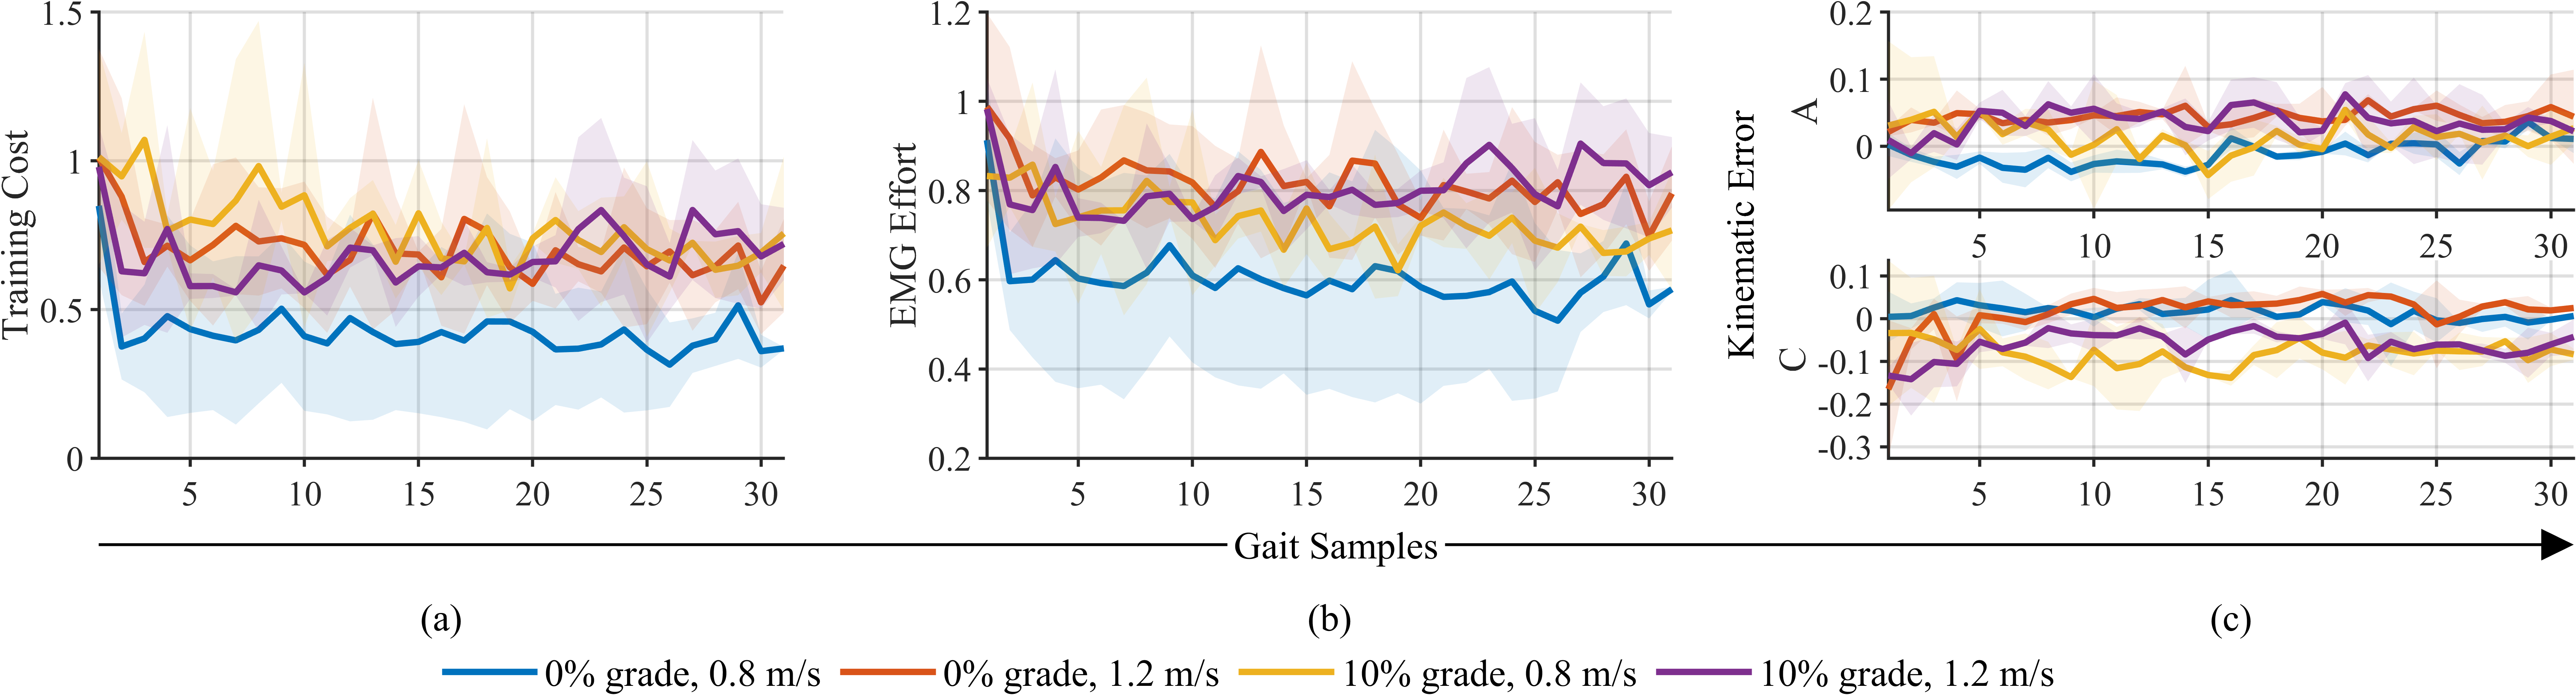 Training Cost
1.5
1
0.5
0
5 10 15 20 25 30
EMG Effort
1.2
1
0.8
0.6
0.4
0.2
5 10 15 20 25 30
Kinematic Error
A
0.2
0.1
0
5 10 15 20 25 30
C
0.1
0
-0.1
-0.2
-0.3
5 10 15 20 25 30
Gait Samples
(a) (b) (c)
0% grade, 0.8 m/s 0% grade, 1.2 m/s 10% grade, 0.8 m/s 10% grade, 1.2 m/s